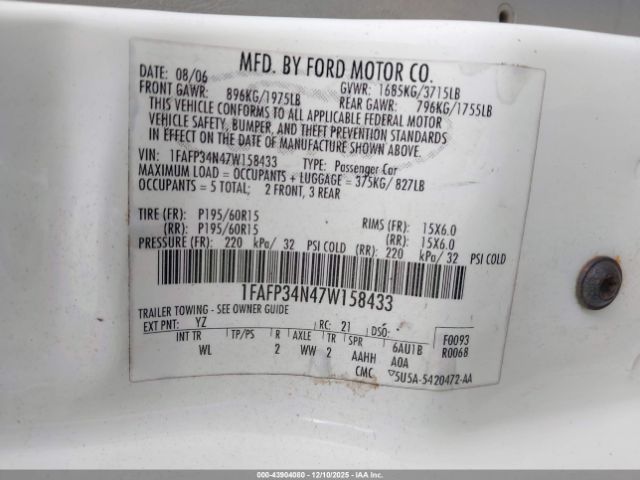 MFD. BY FORD MOTOR CO.
DATE: 08/06 GVWR: 1685KG/3715LB
FRONT GAWR: 896KG/1975LB REAR GAWR: 796KG/1755LB
THIS VEHICLE CONFORMS TO ALL APPLICABLE FEDERAL MOTOR
VEHICLE SAFETY, BUMPER, AND THEFT PREVENTION STANDARDS
IN EFFECT ON THE DATE OF MANUFACTURE SHOWN ABOVE.
VIN: 1FAFP34N47W158433 TYPE: Passenger Car
MAXIMUM LOAD = OCCUPANTS + LUGGAGE = 375KG/ 827LB
OCCUPANTS = 5 TOTAL; 2 FRONT, 3 REAR
TIRE (FR): P195/60R15 RIMS (FR): 15X6.0
(RR): P195/60R15 (RR): 15X6.0
PRESSURE (FR): 220 kPa/ 32 PSI COLD (RR): 220 kPa/ 32 PSI COLD
1FAFP34N47W158433
TRAILER TOWING - SEE OWNER GUIDE
EXT PNT: YZ RC: 21 DSO: F0093
INT TR TP/PS R AXLE TR SPR 6AU1B R0068
WL 2 WW 2 AAHH A0A
CMC ▽5U5A-5420472-AA
000-43904060 - 12/10/2025 - IAAI.COM